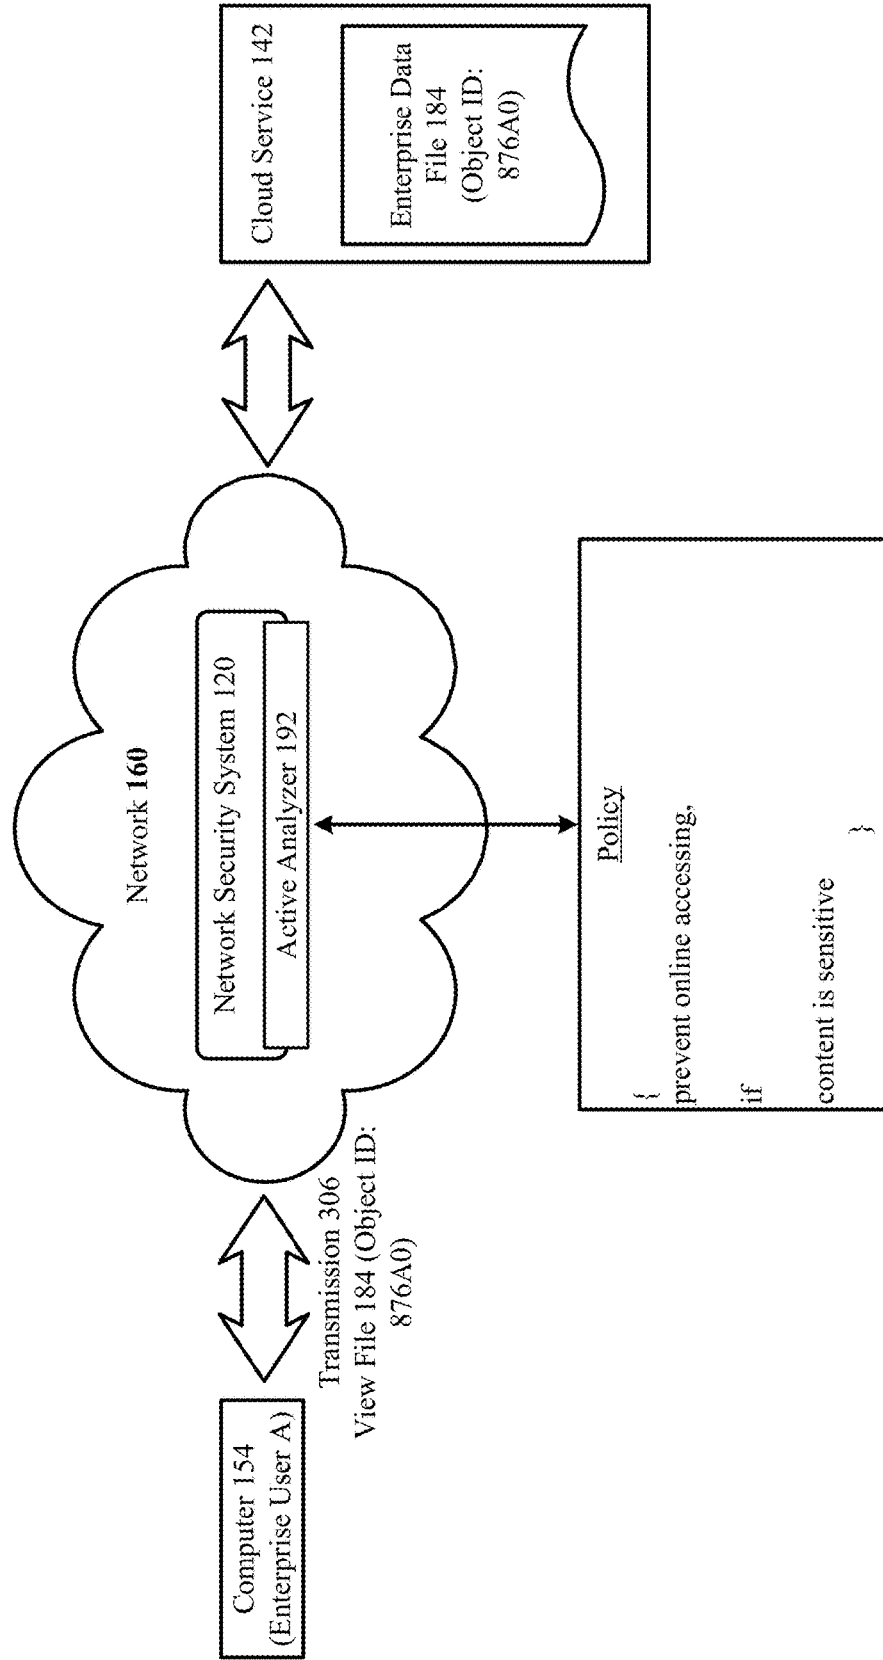 Computer 154
(Enterprise User A)
Transmission 306
View File 184 (Object ID:
876A0)
Network 160
Network Security System 120
Active Analyzer 192
Cloud Service 142
Enterprise Data
File 184
(Object ID:
876A0)
Policy
{
prevent online accessing,
if
content is sensitive
}